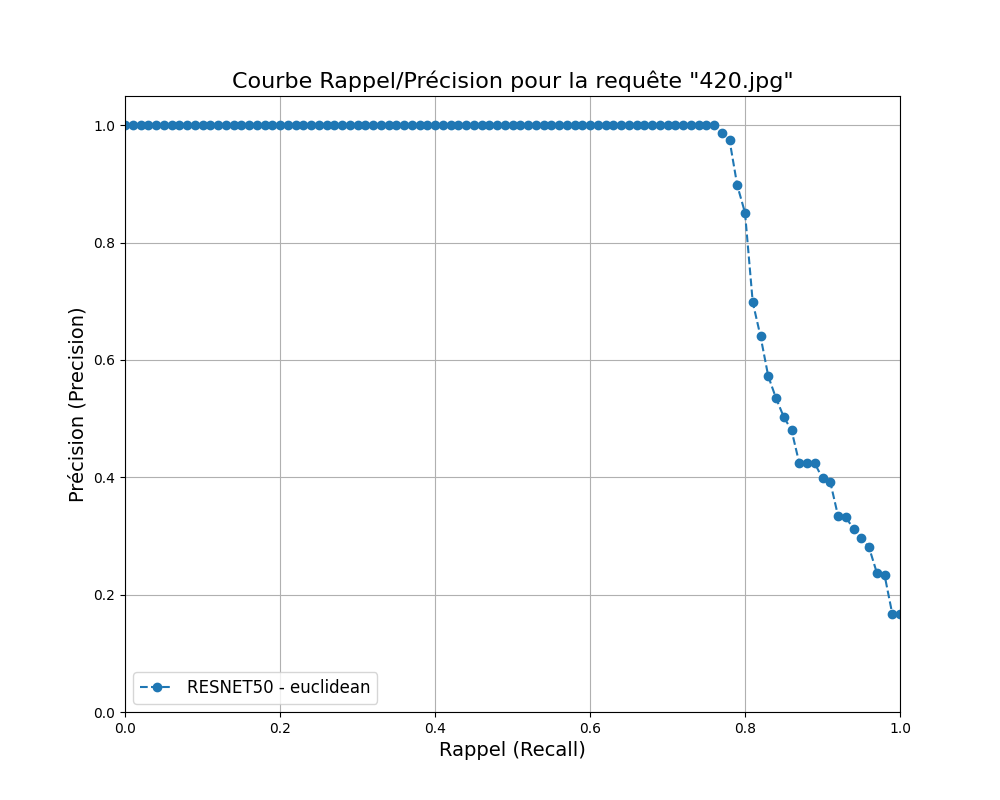 Courbe Rappel/Précision pour la requête "420.jpg"
Précision (Precision)
1.0
0.8
0.6
0.4
0.2
0.0
RESNET50 - euclidean
0.0 0.2 0.4 0.6 0.8 1.0
Rappel (Recall)